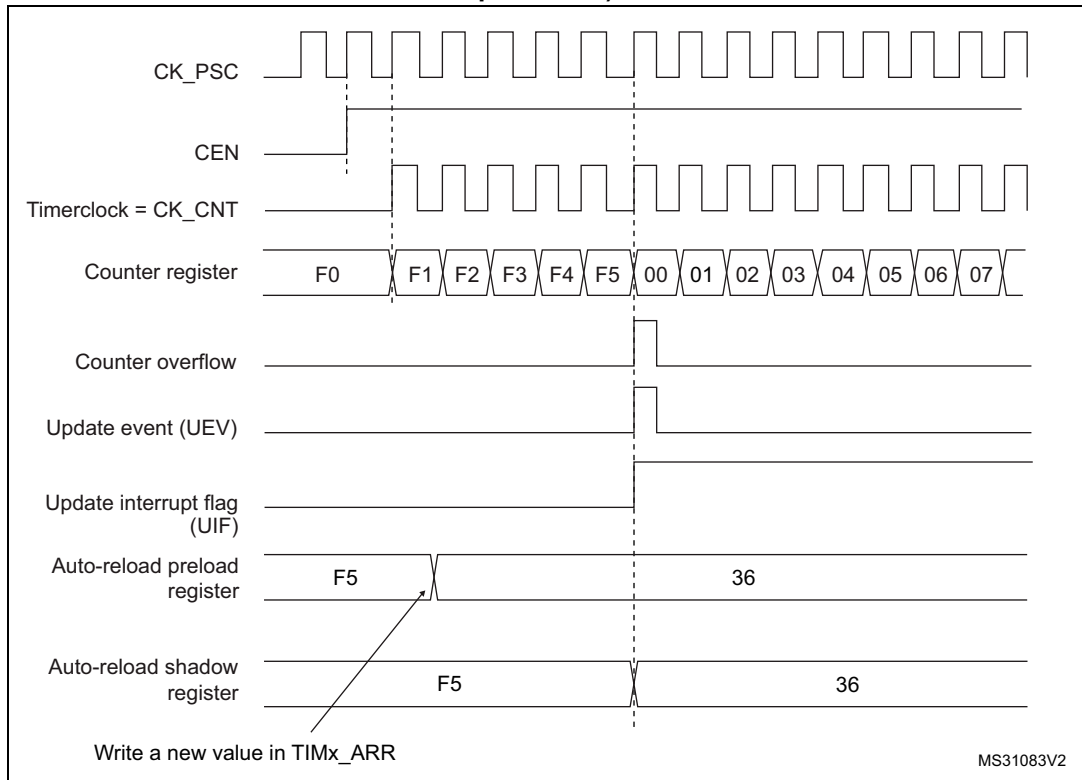 CK_PSC
CEN
Timerclock = CK_CNT
Counter register
F0 F1 F2 F3 F4 F5 00 01 02 03 04 05 06 07
Counter overflow
Update event (UEV)
Update interrupt flag
(UIF)
Auto-reload preload
register
F5 36
Auto-reload shadow
register
F5 36
Write a new value in TIMx_ARR
MS31083V2